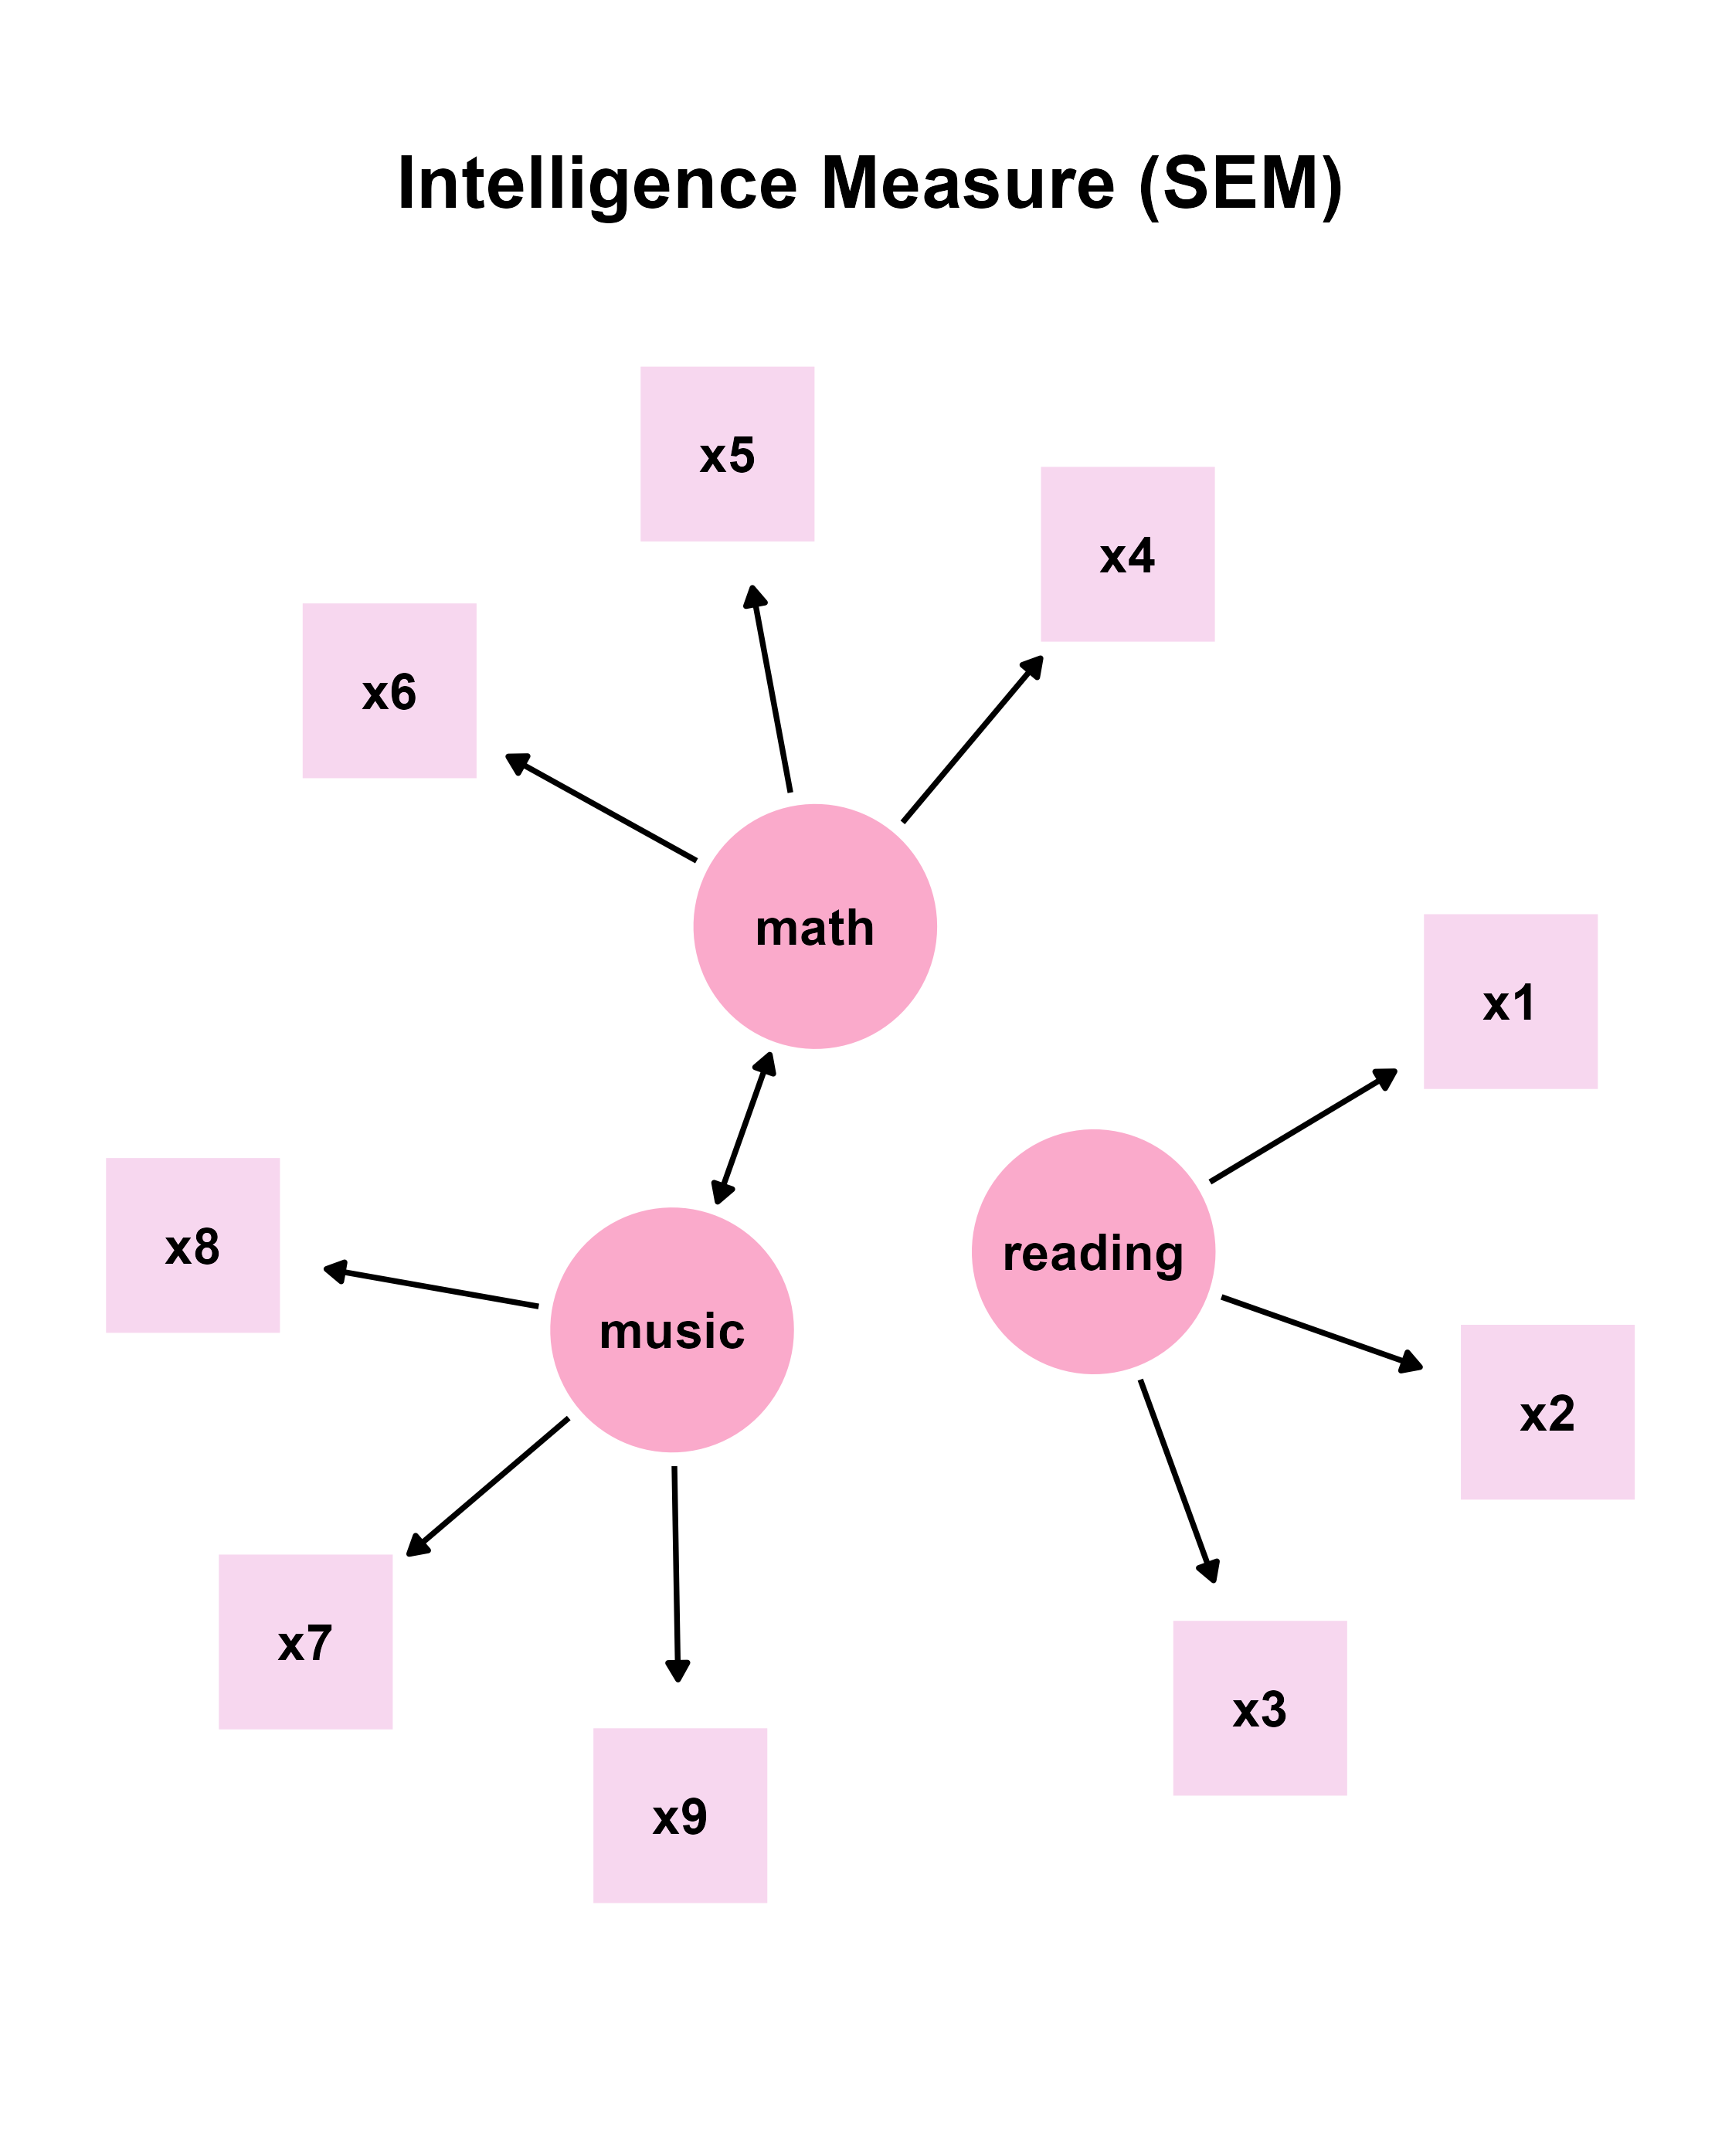 Intelligence Measure (SEM)
x5
x4
x6
math
x1
x8
reading
music
x2
x7
x3
x9